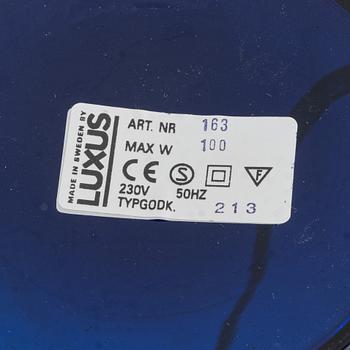 MADE IN SWEDEN BY
LUXUS
ART. NR 163
MAX W 100
CE S F
230V 50HZ
TYPGODK. 213